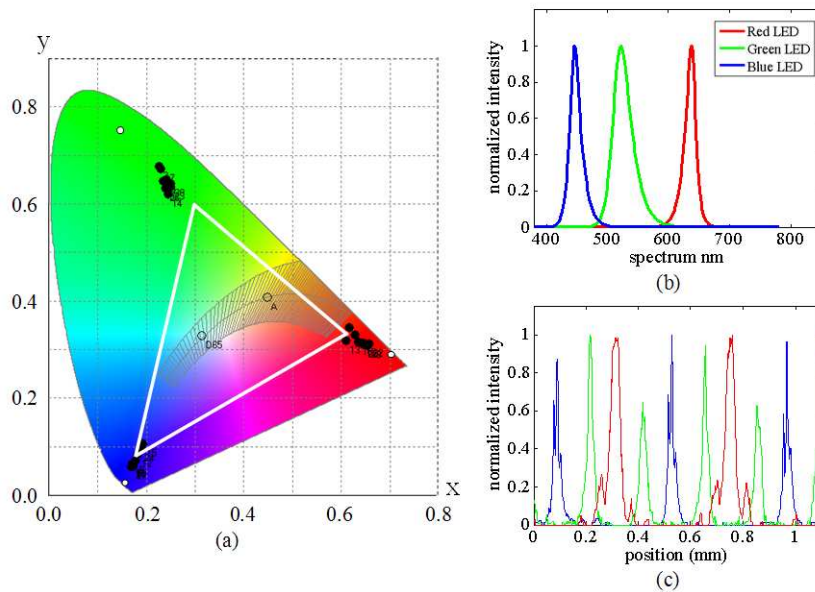 y
0.8
0.6
0.4
0.2
0.0
0.0 0.2 0.4 0.6 0.8
x
14
A
D65
13
(a)
normalized intensity
1
0.8
0.6
0.4
0.2
0
400 500 600 700 800
spectrum nm
Red LED
Green LED
Blue LED
(b)
normalized intensity
1
0.8
0.6
0.4
0.2
0
0 0.2 0.4 0.6 0.8 1
position (mm)
(c)